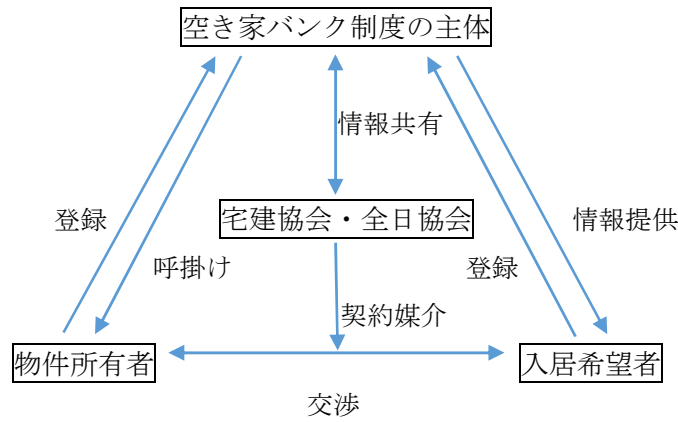 空き家バンク制度の主体
情報共有
宅建協会・全日協会
登録
情報提供
呼掛け
登録
契約媒介
物件所有者
入居希望者
交渉